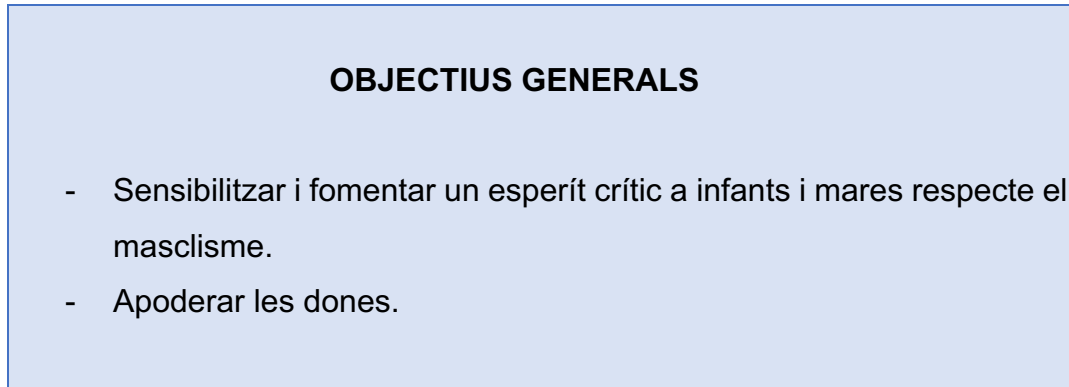 OBJECTIUS GENERALS
- Sensibilitzar i fomentar un esperít crític a infants i mares respecte el
masclisme.
- Apoderar les dones.